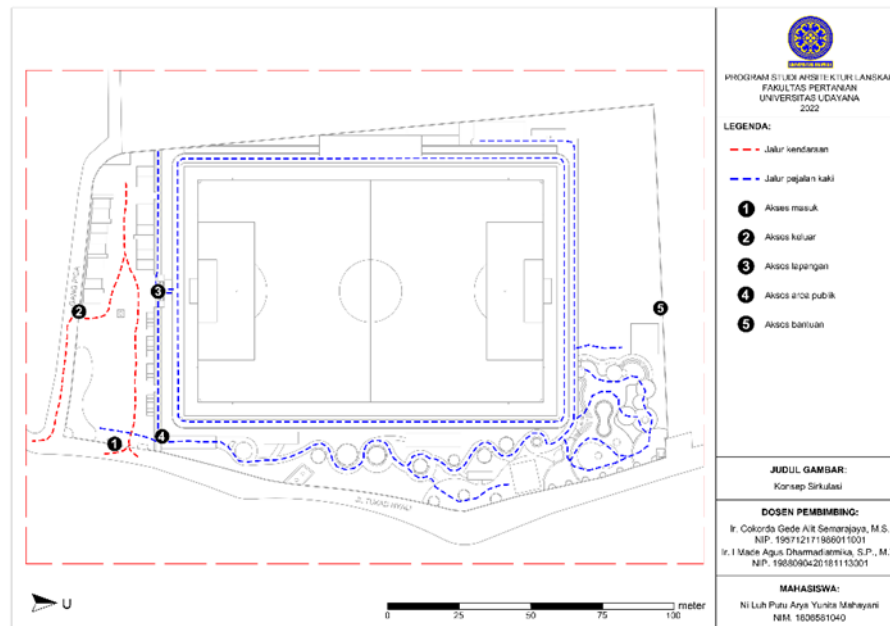 PROGRAM STUDI ARSITEKTUR LANSKAP
FAKULTAS PERTANIAN
UNIVERSITAS UDAYANA
2022
LEGENDA:
Jalur kendaraan
Jalur pejalan kaki
1 Akses masuk
2 Akses keluar
3 Akses lapangan
4 Akses area publik
5 Akses bantuan
2
3
5
1
4
JL. TUKAD NYALI
U
0 25 50 75 100 meter
JUDUL GAMBAR:
Konsep Sirkulasi
DOSEN PEMBIMBING:
Ir. Cokorda Gede Alit Semarajaya, M.S.
NIP. 195712171986011001
Ir. I Made Agus Dharmadiatmika, S.P., M.
NIP. 198809042018113001
MAHASISWA:
Ni Luh Putu Arya Yunita Mahayani
NIM. 1806581040